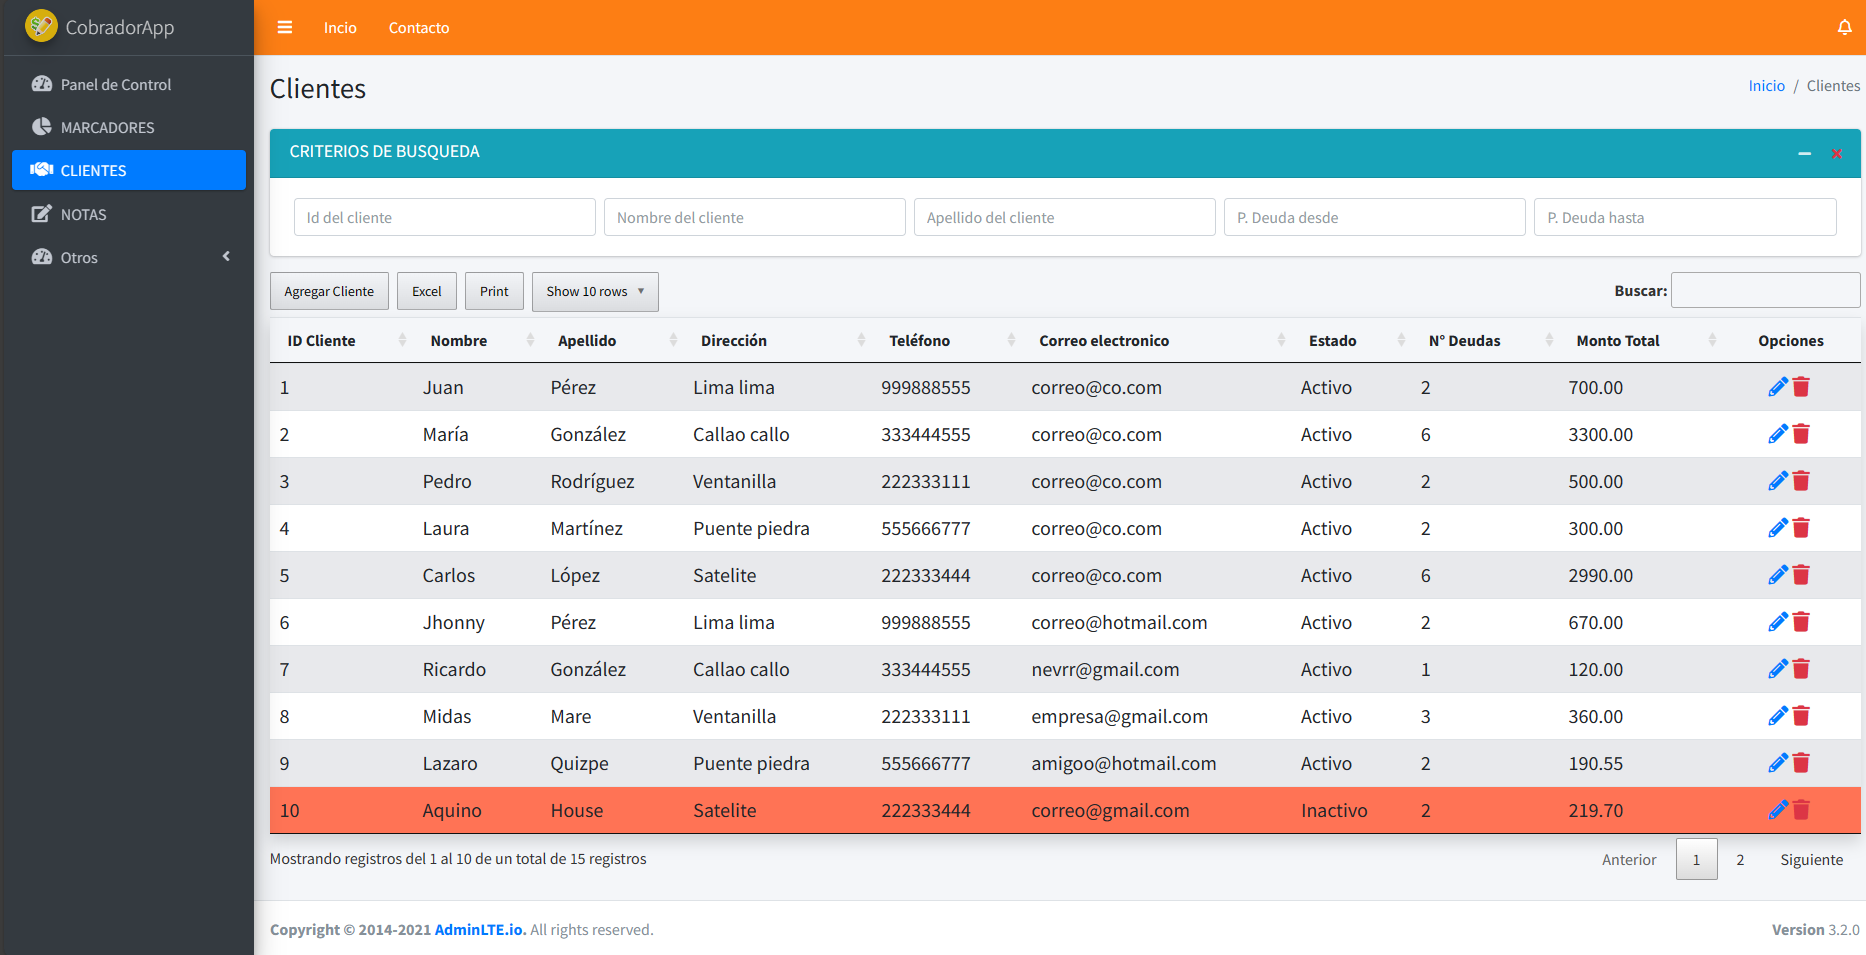 CobradorApp
Incio Contacto
Panel de Control
MARCADORES
CLIENTES
NOTAS
Otros
Clientes
Inicio / Clientes
CRITERIOS DE BUSQUEDA
Id del cliente Nombre del cliente Apellido del cliente P. Deuda desde P. Deuda hasta
Agregar Cliente Excel Print Show 10 rows Buscar:
ID Cliente Nombre Apellido Dirección Teléfono Correo electronico Estado N° Deudas Monto Total Opciones
1 Juan Pérez Lima lima 999888555 correo@co.com Activo 2 700.00
2 María González Callao callo 333444555 correo@co.com Activo 6 3300.00
3 Pedro Rodríguez Ventanilla 222333111 correo@co.com Activo 2 500.00
4 Laura Martínez Puente piedra 555666777 correo@co.com Activo 2 300.00
5 Carlos López Satelite 222333444 correo@co.com Activo 6 2990.00
6 Jhonny Pérez Lima lima 999888555 correo@hotmail.com Activo 2 670.00
7 Ricardo González Callao callo 333444555 nevrr@gmail.com Activo 1 120.00
8 Midas Mare Ventanilla 222333111 empresa@gmail.com Activo 3 360.00
9 Lazaro Quizpe Puente piedra 555666777 amigoo@hotmail.com Activo 2 190.55
10 Aquino House Satelite 222333444 correo@gmail.com Inactivo 2 219.70
Mostrando registros del 1 al 10 de un total de 15 registros
Anterior 1 2 Siguiente
Copyright © 2014-2021 AdminLTE.io. All rights reserved.
Version 3.2.0